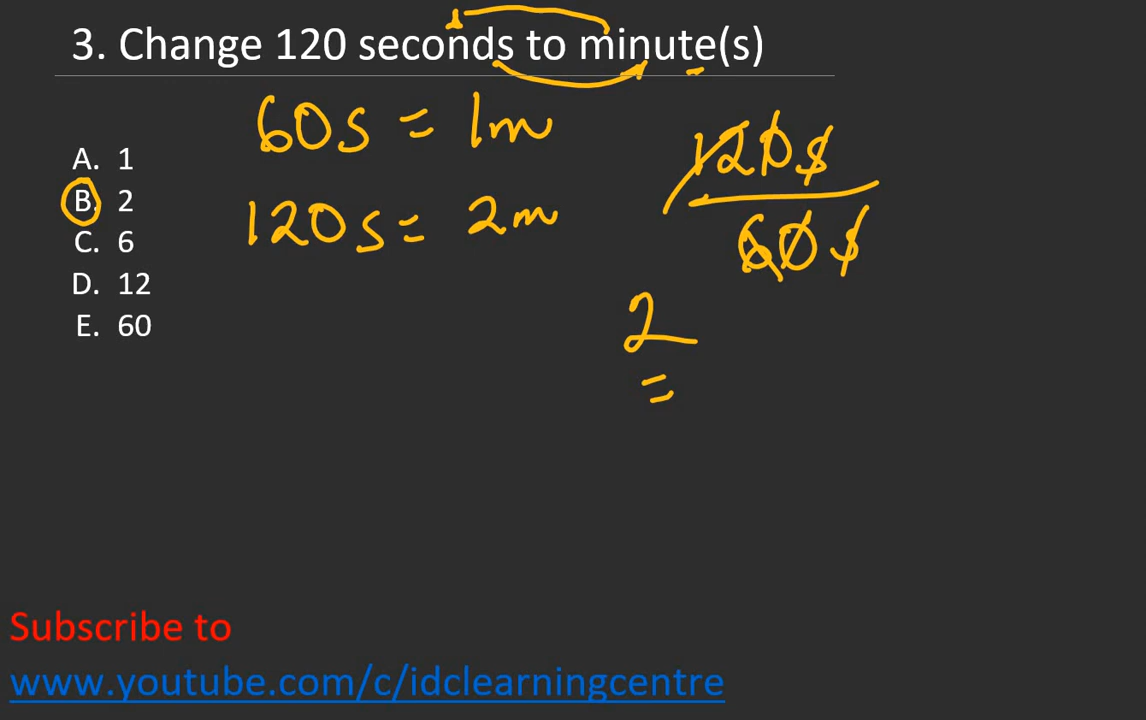 3. Change 120 seconds to minute(s)
60s = 1m
A. 1
120s
60s
B. 2
120s = 2m
C. 6
D. 12
E. 60
2
=
Subscribe to
www.youtube.com/c/idclearningcentre